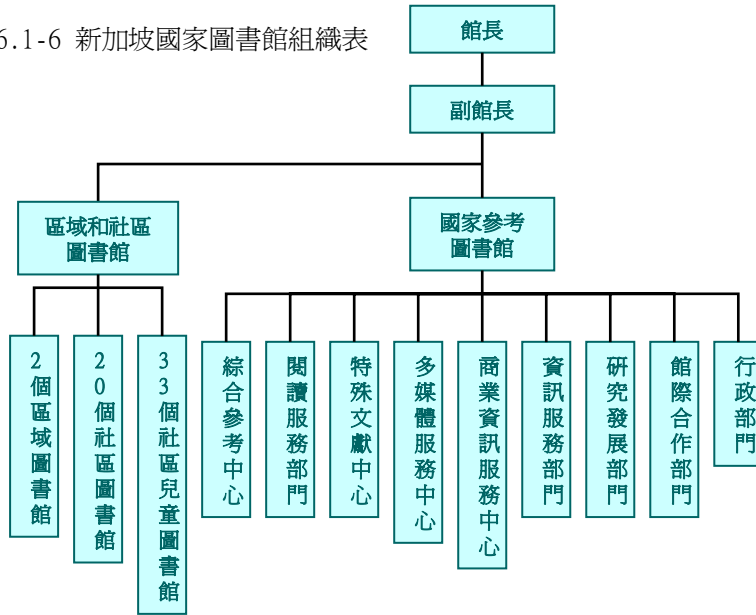 6.1-6 新加坡國家圖書館組織表
館長
副館長
區域和社區
圖書館
國家參考
圖書館
2個區域圖書館
20個社區圖書館
33個社區兒童圖書館
綜合參考中心
閱讀服務部門
特殊文獻中心
多媒體服務中心
商業資訊服務中心
資訊服務部門
研究發展部門
館際合作部門
行政部門